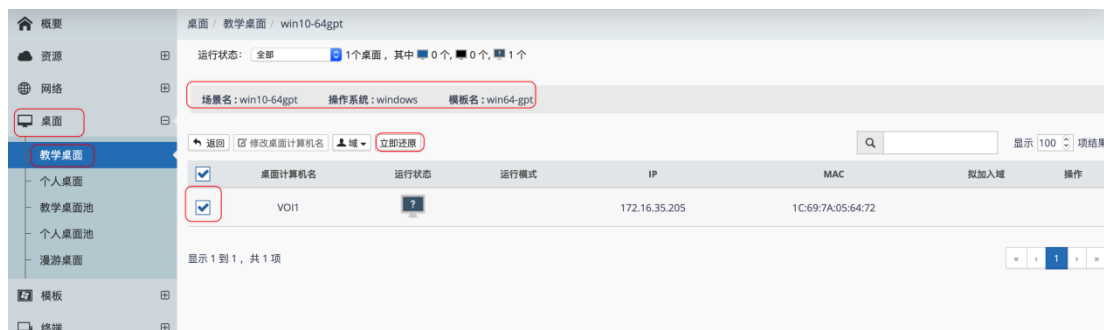 概要
桌面 / 教学桌面 / win10-64gpt
资源
运行状态： 全部 1个桌面，其中 0 个, 0 个, 1 个
网络
场景名 : win10-64gpt 操作系统 : windows 模板名 : win64-gpt
桌面
返回 修改桌面计算机名 域 立即还原 显示 100 项结果
教学桌面
桌面计算机名 运行状态 运行模式 IP MAC 拟加入域 操作
个人桌面
教学桌面池
VOI1 ? 172.16.35.205 1C:69:7A:05:64:72
个人桌面池
漫游桌面
显示 1 到 1，共 1 项 « ‹ 1 › »
模板
终端